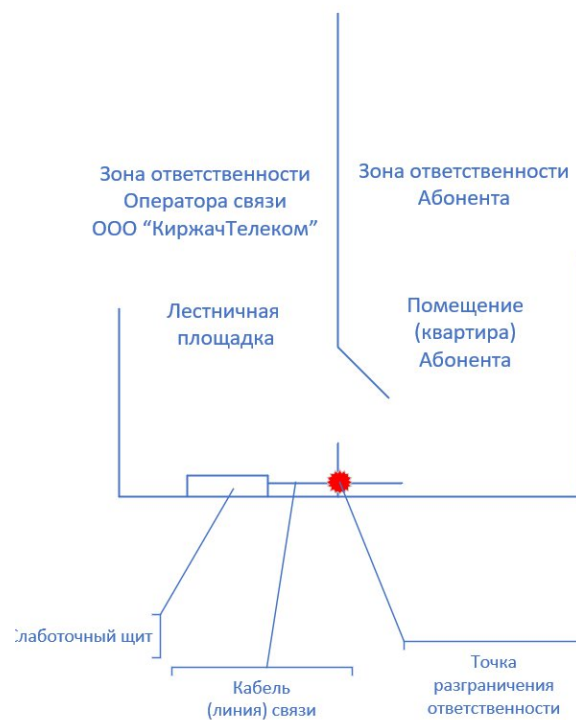 Зона ответственности
Оператора связи
ООО “КиржачТелеком”
Зона ответственности
Абонента
Лестничная
площадка
Помещение
(квартира)
Абонента
Слаботочный щит
Кабель
(линия) связи
Точка
разграничения
ответственности